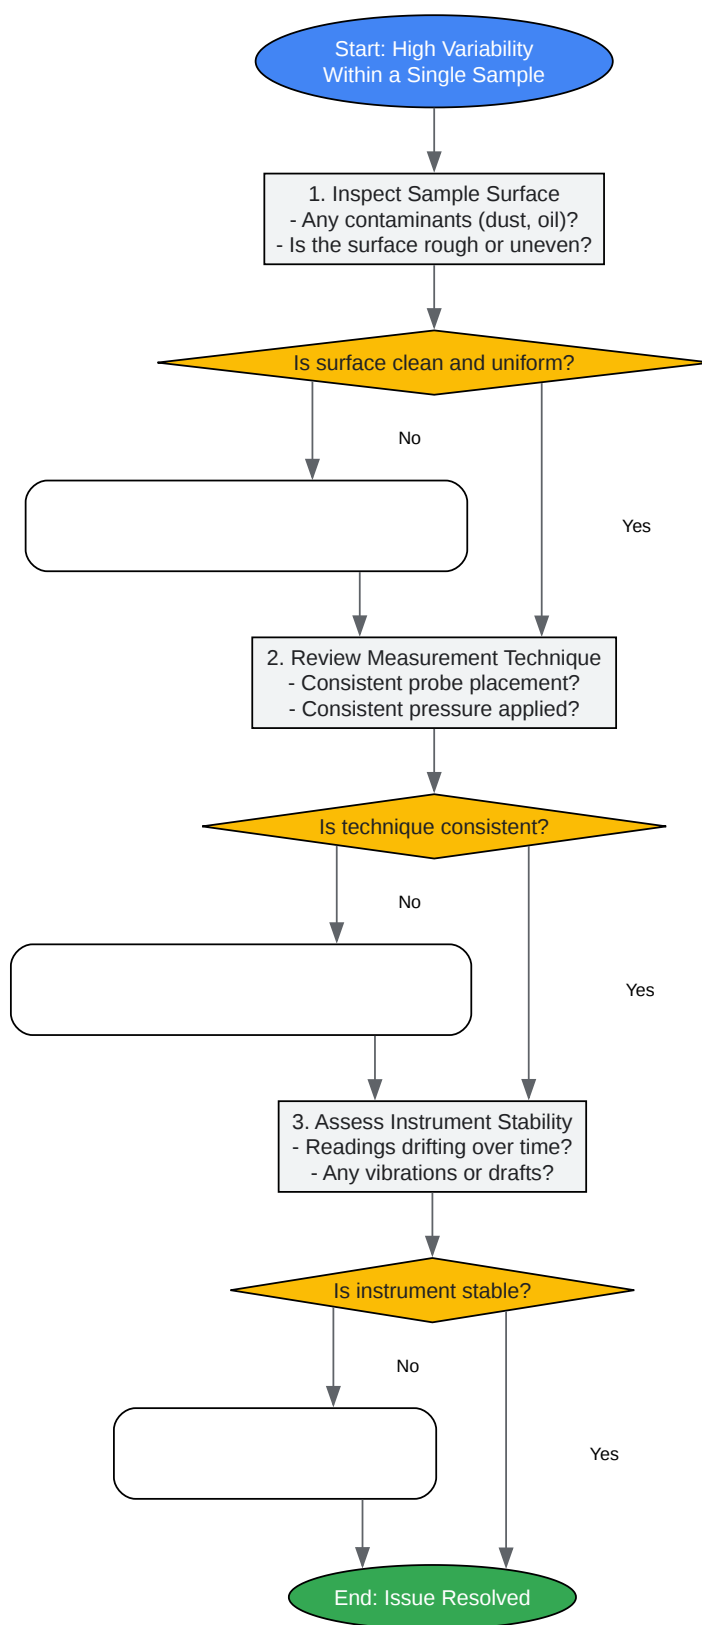 Start: High Variability
Within a Single Sample
1. Inspect Sample Surface
- Any contaminants (dust, oil)?
- Is the surface rough or uneven?
Is surface clean and uniform?
No
Yes
2. Review Measurement Technique
- Consistent probe placement?
- Consistent pressure applied?
Is technique consistent?
No
Yes
3. Assess Instrument Stability
- Readings drifting over time?
- Any vibrations or drafts?
Is instrument stable?
No
Yes
End: Issue Resolved